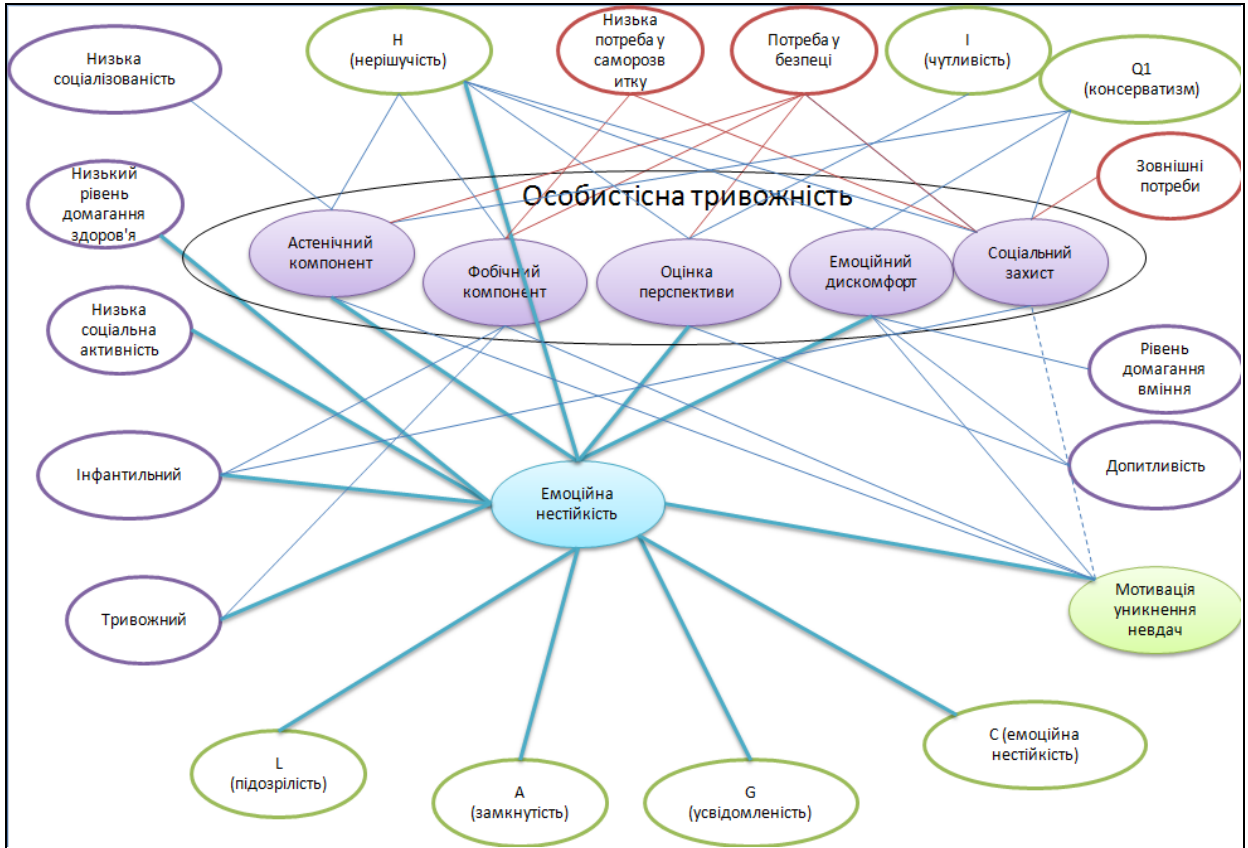 Низька
соціалізованість
H
(нерішучість)
Низька
потреба у
саморозв
итку
Потреба у
безпеці
I
(чутливість)
Q1
(консерватизм)
Зовнішні
потреби
Низький
рівень
домагання
здоров'я
Особистісна тривожність
Астенічний
компонент
Фобічний
компонент
Оцінка
перспективи
Емоційний
дискомфорт
Соціальний
захист
Низька
соціальна
активність
Рівень
домагання
вміння
Інфантильний
Допитливість
Емоційна
нестійкість
Тривожний
Мотивація
уникнення
невдач
L
(підозрілість)
A
(замкнутість)
G
(усвідомленість)
C (емоційна
нестійкість)